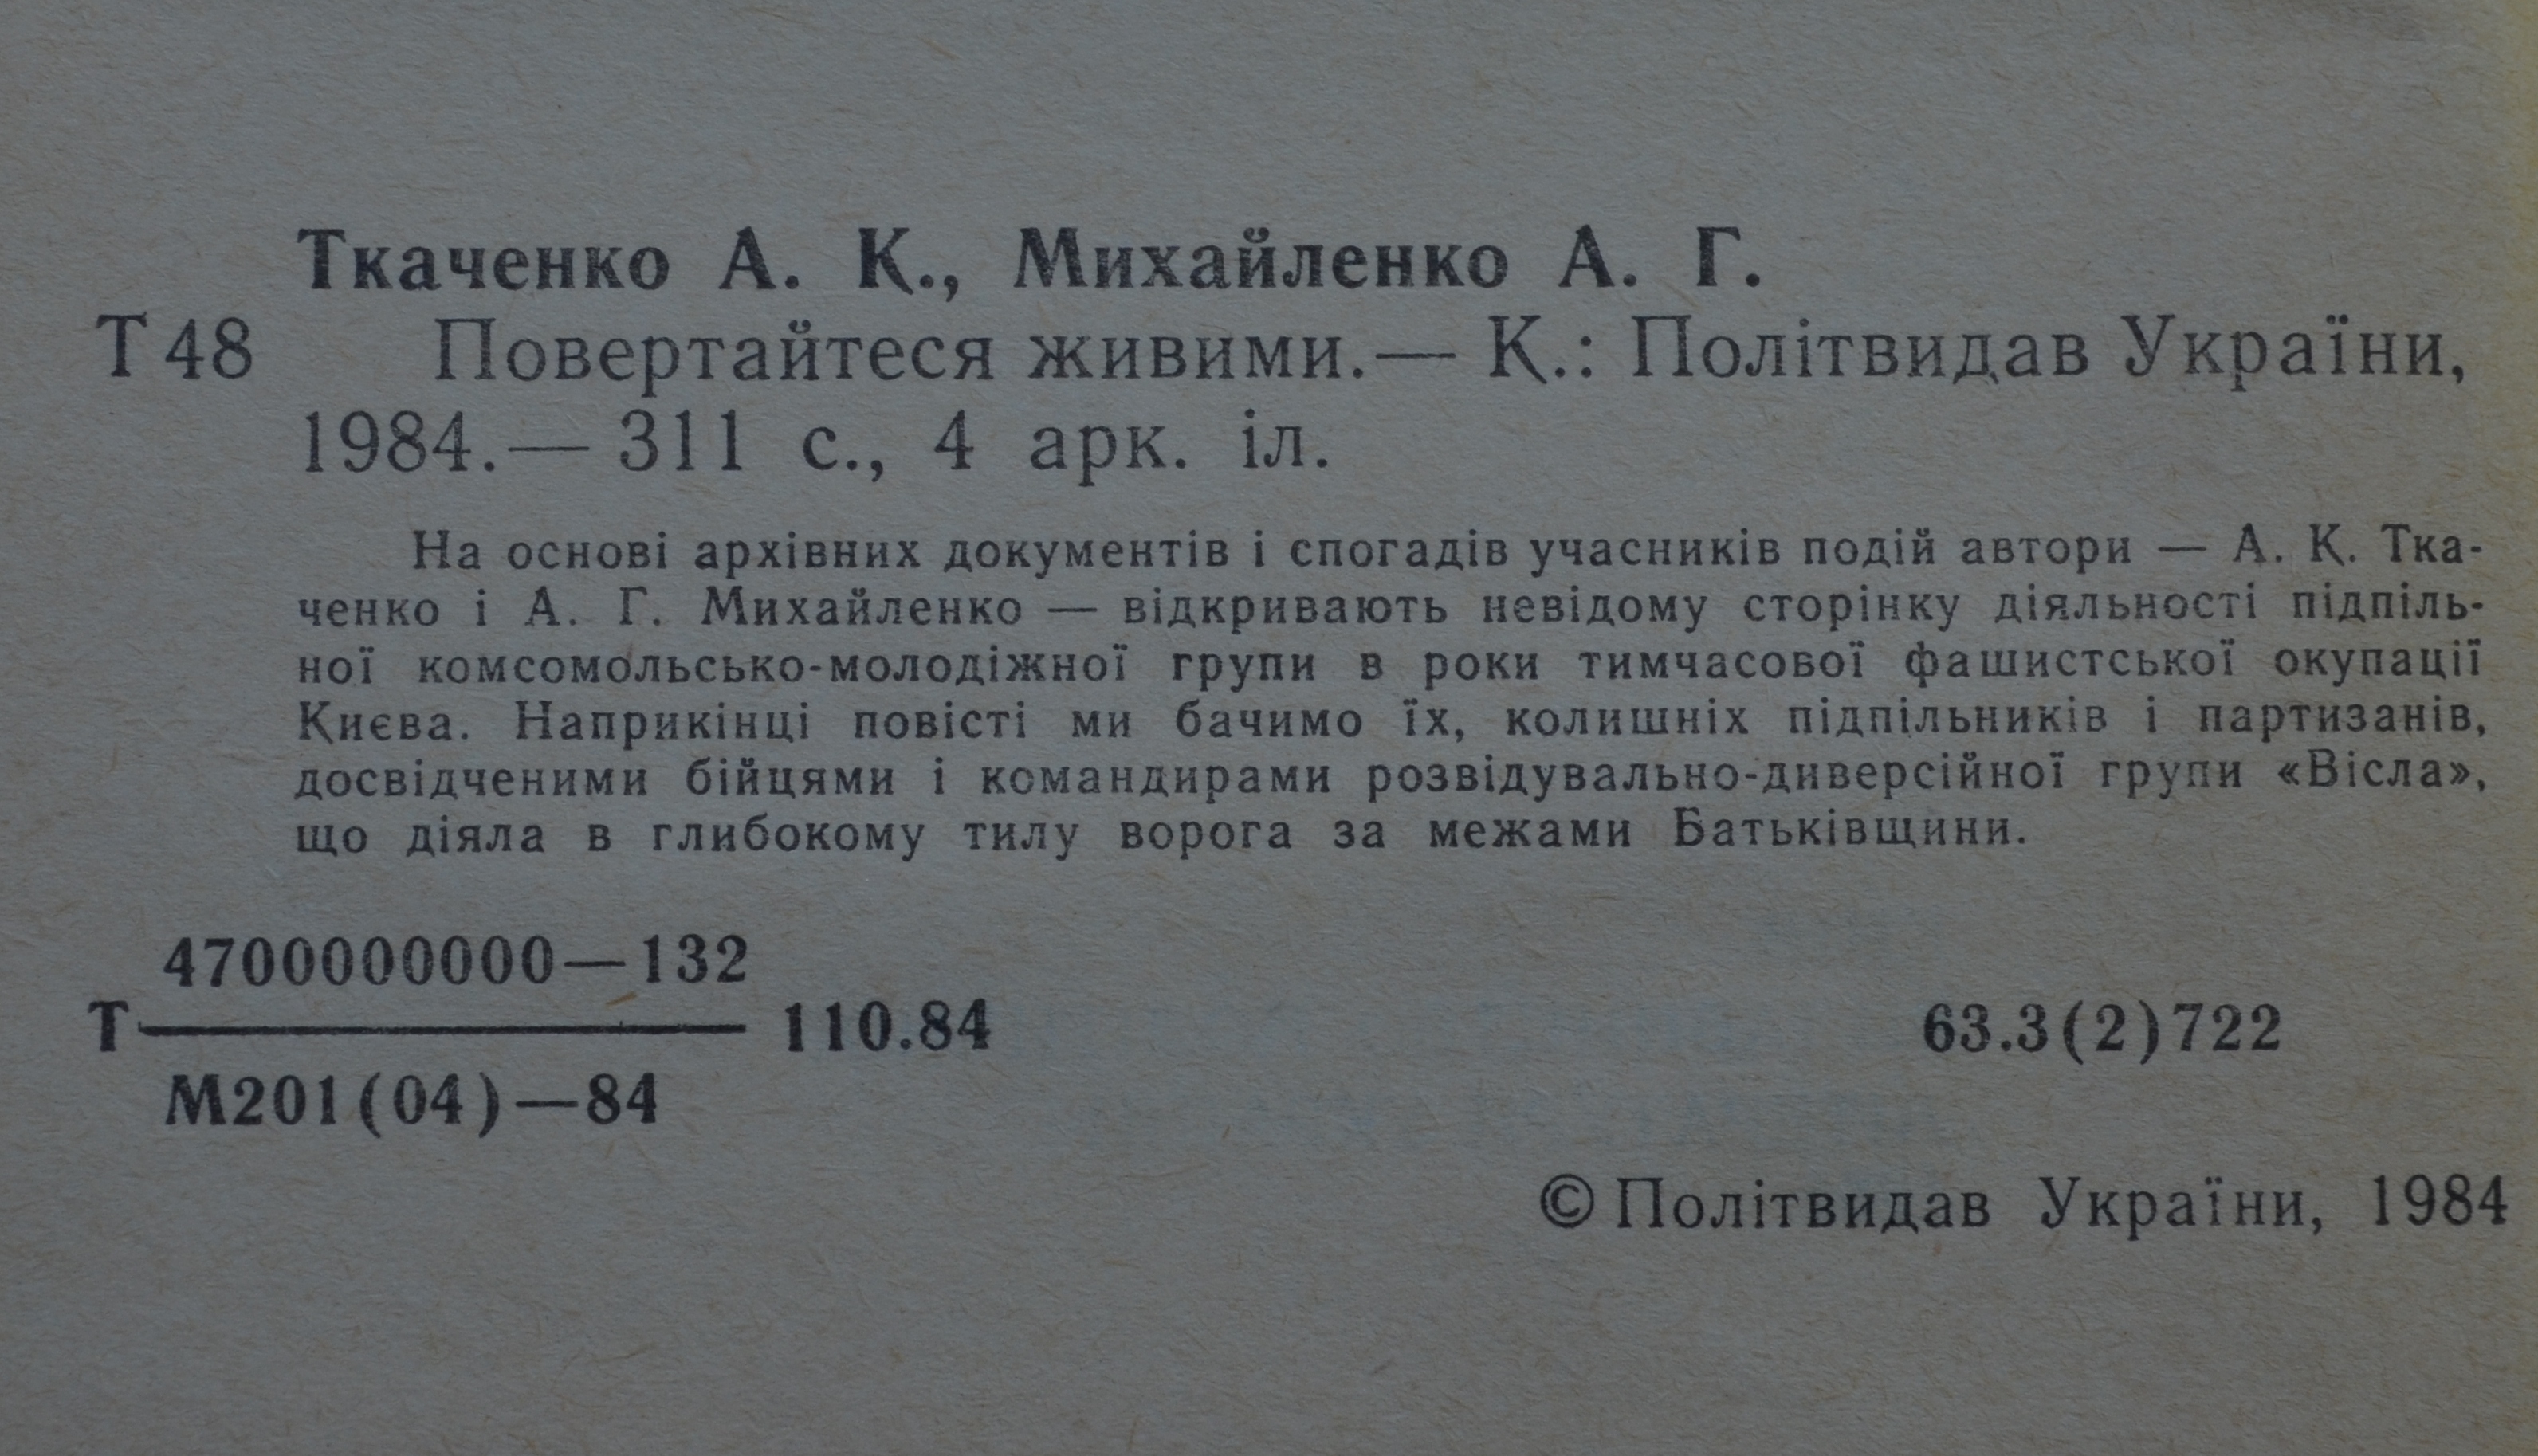 Ткаченко А. К., Михайленко А. Г.
Т 48 Повертайтеся живими.— К.: Політвидав України,
1984.— 311 с., 4 арк. іл.
На основі архівних документів і спогадів учасників подій автори — А. К. Тка-
ченко і А. Г. Михайленко — відкривають невідому сторінку діяльності підпіль-
ної комсомольсько-молодіжної групи в роки тимчасової фашистської окупації
Києва. Наприкінці повісті ми бачимо їх, колишніх підпільників і партизанів,
досвідченими бійцями і командирами розвідувально-диверсійної групи «Вісла»,
що діяла в глибокому тилу ворога за межами Батьківщини.
4700000000—132
Т 110.84 63.3(2)722
М201(04)—84
© Політвидав України, 1984